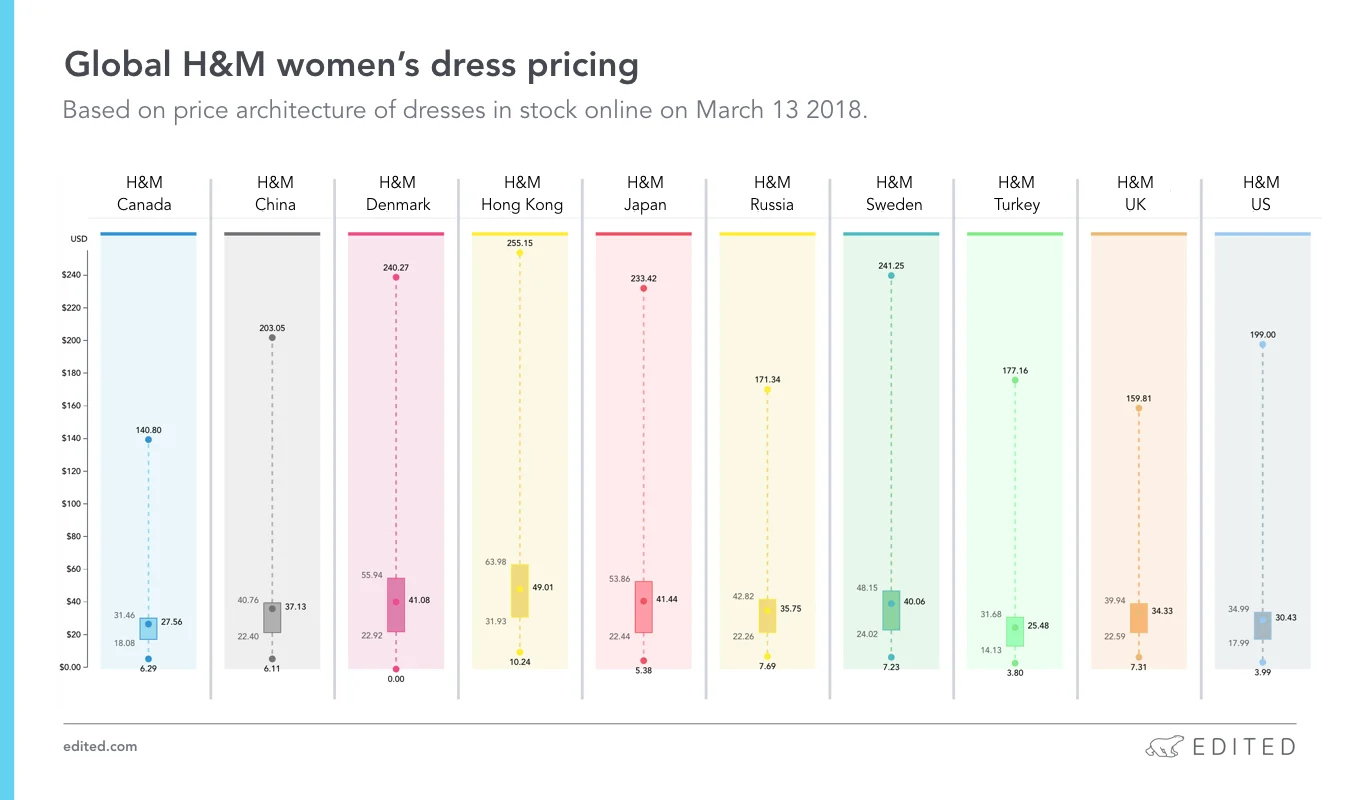 Global H&M women's dress pricing
Based on price architecture of dresses in stock online on March 13 2018.
H&M
Canada
H&M
China
H&M
Denmark
H&M
Hong Kong
H&M
Japan
H&M
Russia
H&M
Sweden
H&M
Turkey
H&M
UK
H&M
US
USD
$240
$220
$200
$180
$160
$140
$120
$100
$80
$60
$40
$20
$0.00
140.80
31.46
27.56
18.08
6.29
203.05
40.76
37.13
22.40
6.11
240.27
55.94
41.08
22.92
0.00
255.15
63.98
49.01
31.93
10.24
233.42
53.86
41.44
22.44
5.38
171.34
42.82
35.75
22.26
7.69
241.25
48.15
40.06
24.02
7.23
177.16
31.68
25.48
14.13
3.80
159.81
39.94
34.33
22.59
7.31
199.00
34.99
30.43
17.99
3.99
edited.com
EDITED